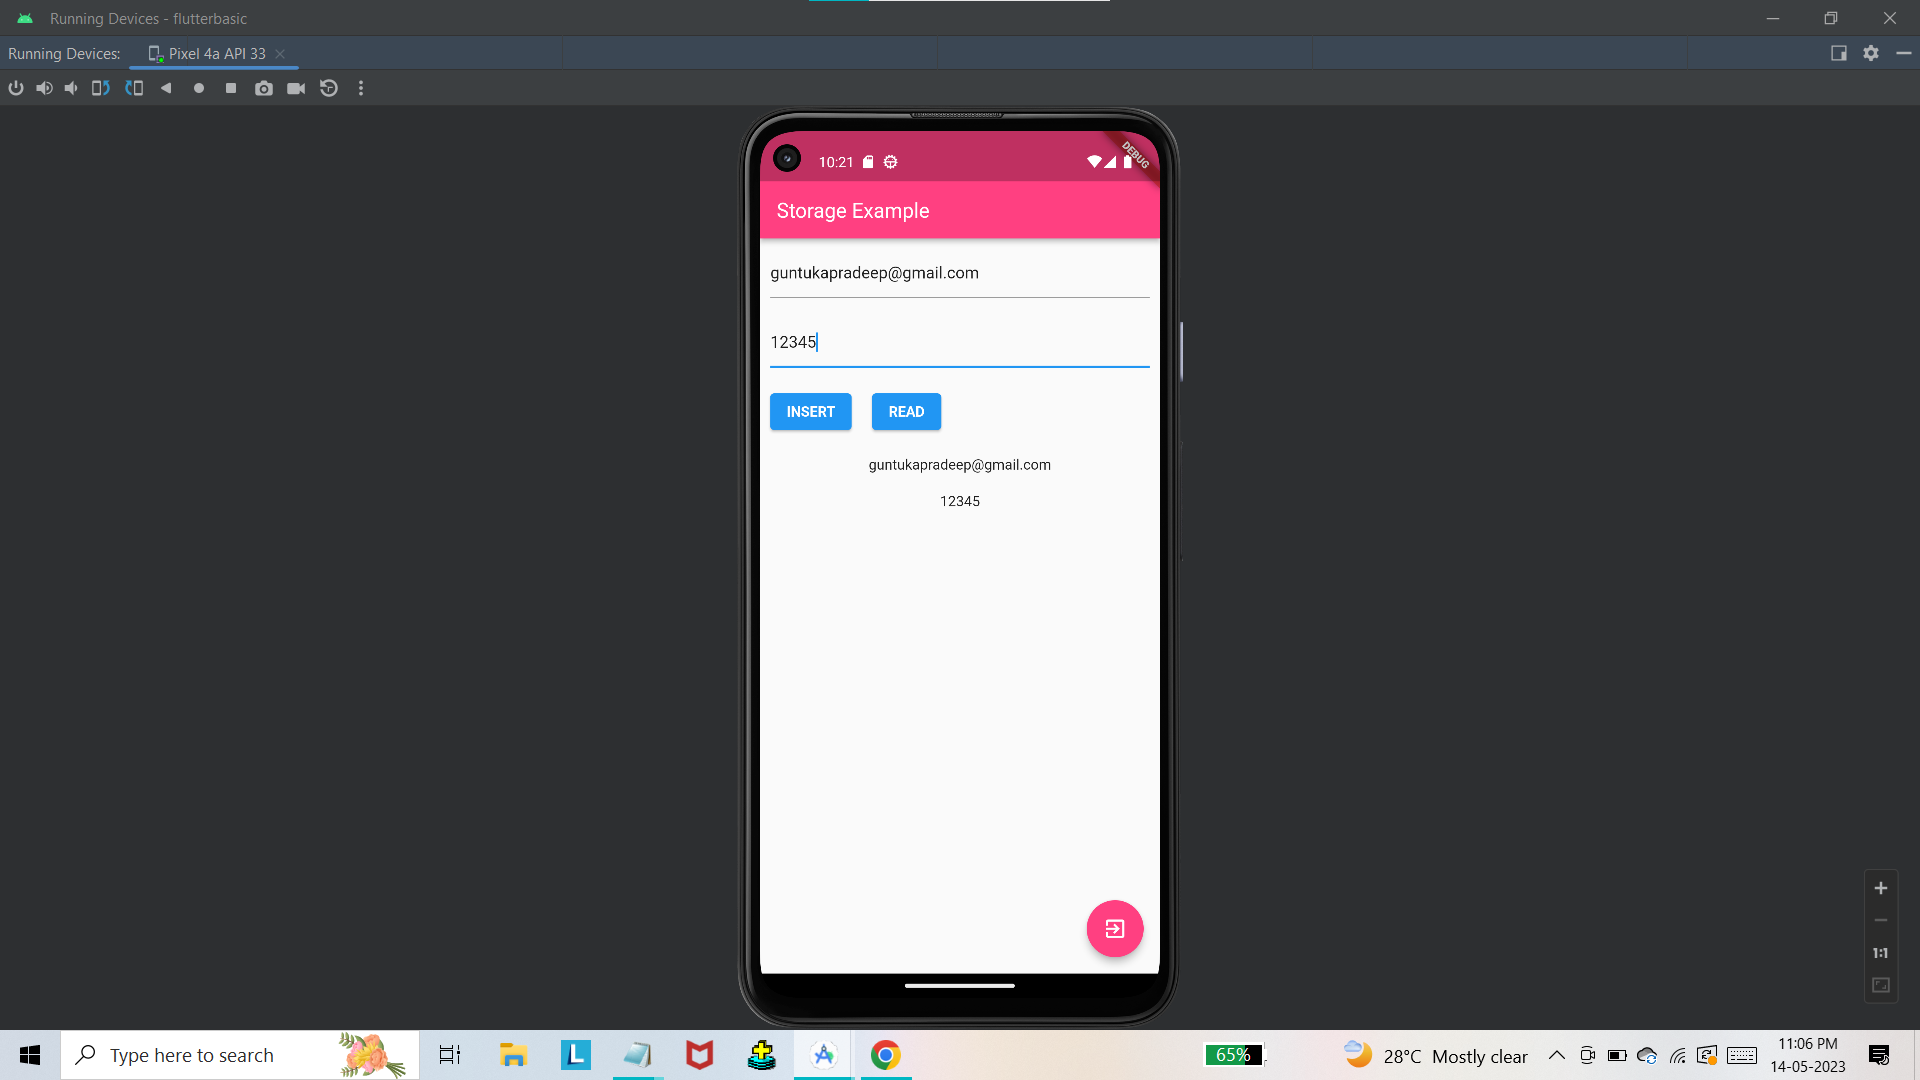 Running Devices - flutterbasic
Running Devices: Pixel 4a API 33
10:21
DEBUG
Storage Example
guntukapradeep@gmail.com
12345
INSERT READ
guntukapradeep@gmail.com
12345
1:1
Type here to search
L
65%
28°C Mostly clear
11:06 PM
14-05-2023